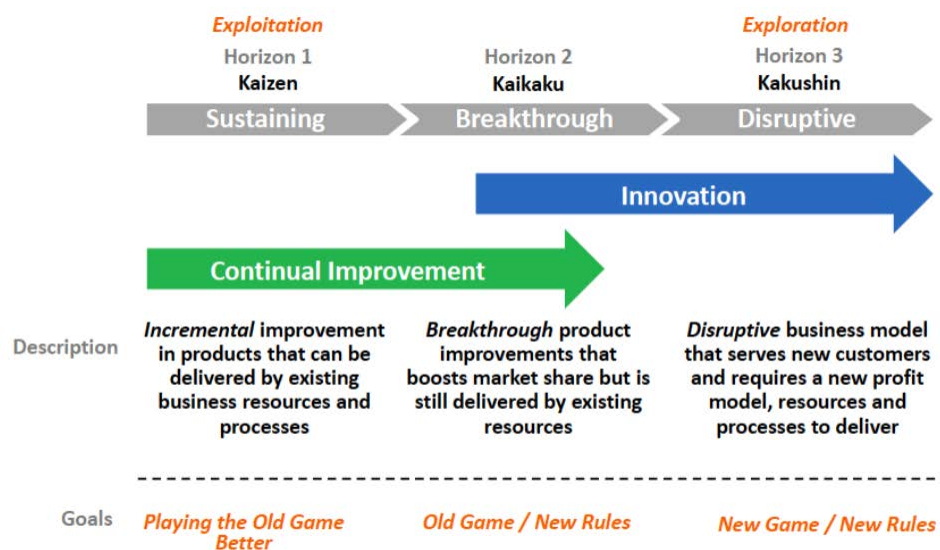 Exploitation
Exploration
Horizon 1
Horizon 2
Horizon 3
Kaizen
Kaikaku
Kakushin
Sustaining
Breakthrough
Disruptive
Innovation
Continual Improvement
Description
Incremental improvement
in products that can be
delivered by existing
business resources and
processes
Breakthrough product
improvements that
boosts market share but is
still delivered by existing
resources
Disruptive business model
that serves new customers
and requires a new profit
model, resources and
processes to deliver
Goals
Playing the Old Game
Better
Old Game / New Rules
New Game / New Rules